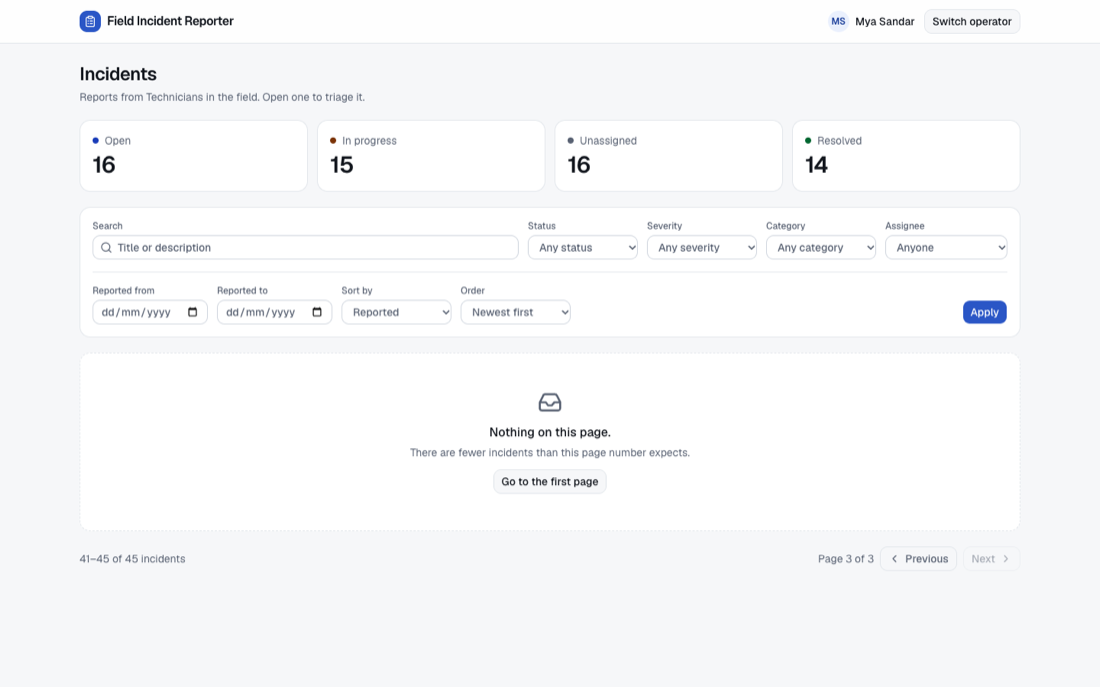 Field Incident Reporter
MS Mya Sandar Switch operator
Incidents
Reports from Technicians in the field. Open one to triage it.
Open
16
In progress
15
Unassigned
16
Resolved
14
Search
Title or description
Status
Any status
Severity
Any severity
Category
Any category
Assignee
Anyone
Reported from
dd/mm/yyyy
Reported to
dd/mm/yyyy
Sort by
Reported
Order
Newest first
Apply
Nothing on this page.
There are fewer incidents than this page number expects.
Go to the first page
41–45 of 45 incidents
Page 3 of 3 Previous Next